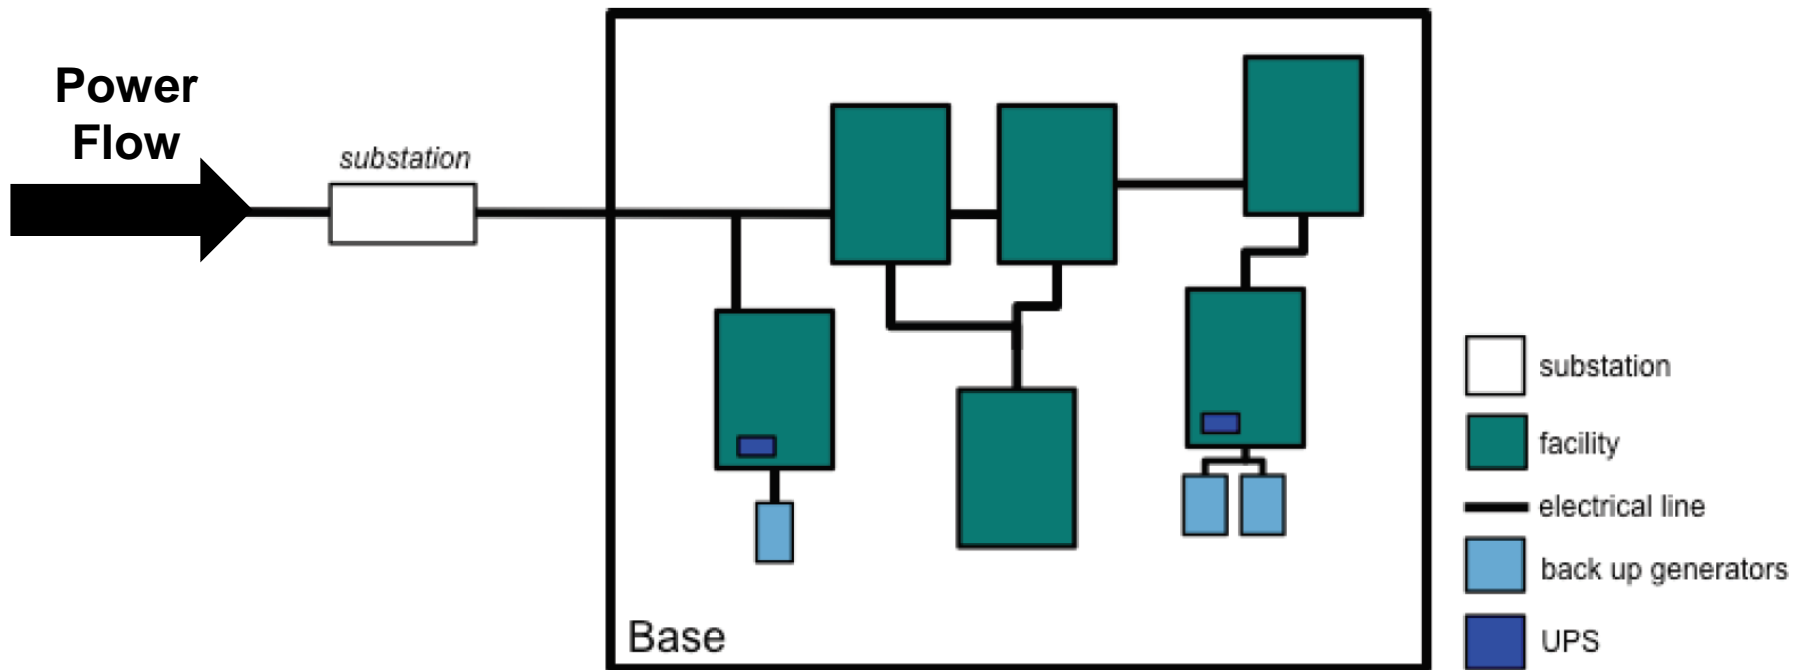 Power
Flow
substation
substation
facility
electrical line
back up generators
UPS
Base